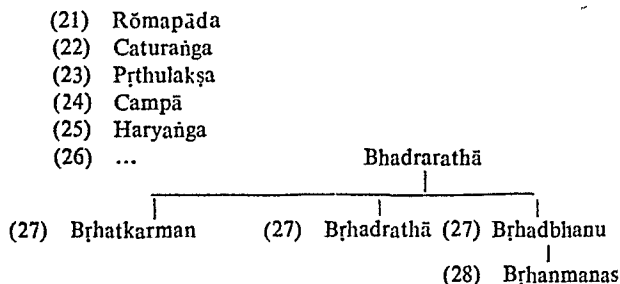 (21) Rŏmapāda
(22) Caturaṅga
(23) Pṛthulakṣa
(24) Campā
(25) Haryaṅga
(26) ... Bhadrarathā
(27) Bṛhatkarman (27) Bṛhadrathā (27) Bṛhadbhanu
(28) Bṛhanmanas